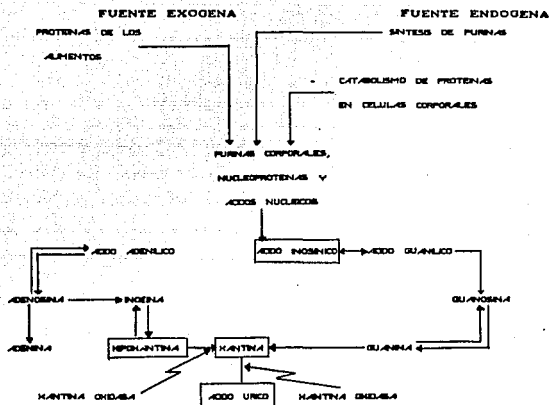 FUENTE EXOGENA
FUENTE ENDOGENA
PROTEINAS DE LOS
ALIMENTOS
SINTESIS DE PURINAS
CATABOLISMO DE PROTEINAS
EN CELULAS CORPORALES
PURINAS CORPORALES,
NUCLEOPROTEINAS Y
ACIDOS NUCLEICOS
ACIDO ADENILICO
ACIDO INOSINICO
ACIDO GUANILICO
ADENOSINA
INOCINA
GUANOSINA
ADENINA
HIPOXANTINA
XANTINA
GUANINA
XANTINA OXIDASA
ACIDO URICO
XANTINA OXIDASA